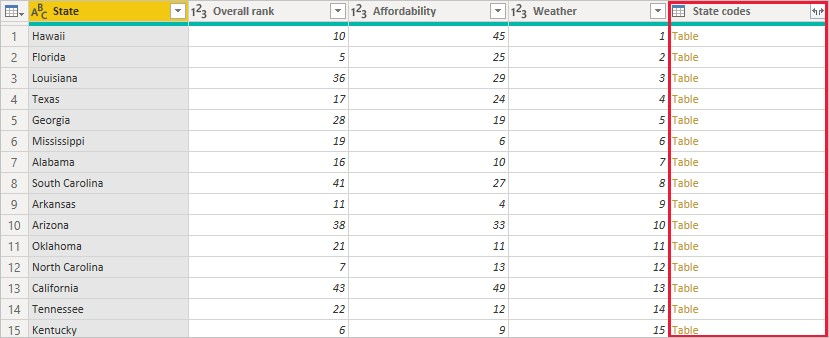 ABC State 123 Overall rank 123 Affordability 123 Weather State codes
1 Hawaii 10 45 1 Table
2 Florida 5 25 2 Table
3 Louisiana 36 29 3 Table
4 Texas 17 24 4 Table
5 Georgia 28 19 5 Table
6 Mississippi 19 6 6 Table
7 Alabama 16 10 7 Table
8 South Carolina 41 27 8 Table
9 Arkansas 11 4 9 Table
10 Arizona 38 33 10 Table
11 Oklahoma 21 11 11 Table
12 North Carolina 7 13 12 Table
13 California 43 49 13 Table
14 Tennessee 22 12 14 Table
15 Kentucky 6 9 15 Table